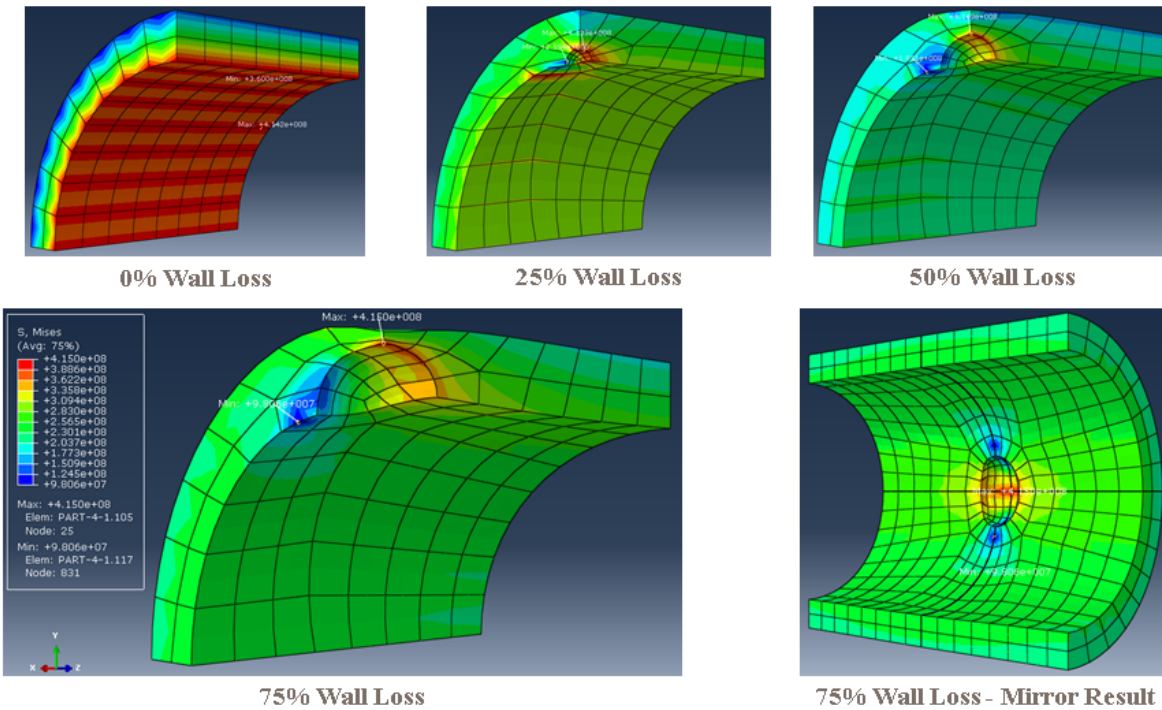 Min: +3.600e+008
Max: +4.142e+008
0% Wall Loss
25% Wall Loss
50% Wall Loss
S, Mises
(Avg: 75%)
+4.150e+08
+3.886e+08
+3.622e+08
+3.358e+08
+3.094e+08
+2.830e+08
+2.565e+08
+2.301e+08
+2.037e+08
+1.773e+08
+1.509e+08
+1.245e+08
+9.806e+07
Max: +4.150e+08
Elem: PART-4-1.105
Node: 25
Min: +9.806e+07
Elem: PART-4-1.117
Node: 831
Y
X
Z
Max: +4.150e+008
Min: +9.806e+007
75% Wall Loss
Min: +9.806e+007
75% Wall Loss - Mirror Result